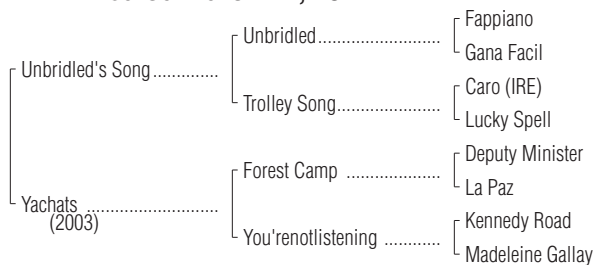 Fappiano
Unbridled........................
Gana Facil
Unbridled's Song.............
Caro (IRE)
Trolley Song....................
Lucky Spell
Deputy Minister
Forest Camp ..................
La Paz
Yachats ..........................
(2003)
Kennedy Road
You'renotlistening ...........
Madeleine Gallay